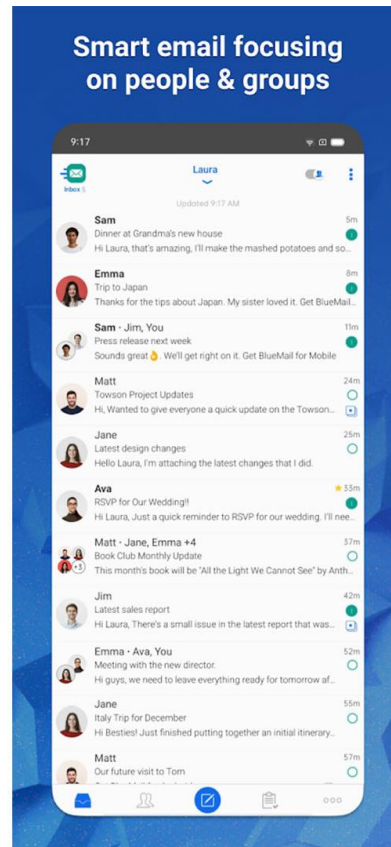 Smart email focusing
on people & groups
9:17
Laura
Inbox 5
Updated 9:17 AM
Sam 5m
Dinner at Grandma's new house
Hi Laura, that's amazing, I'll make the mashed potatoes and so...
Emma 8m
Trip to Japan
Thanks for the tips about Japan. My sister loved it. Get BlueMail...
Sam · Jim, You 11m
Press release next week
Sounds great👌. We'll get right on it. Get BlueMail for Mobile
Matt 24m
Towson Project Updates
Hi, Wanted to give everyone a quick update on the Towson...
Jane 25m
Latest design changes
Hello Laura, I'm attaching the latest changes that I did.
Ava 33m
RSVP for Our Wedding!!
Hi Laura, Just a quick reminder to RSVP for our wedding. I'll nee...
Matt · Jane, Emma +4 37m
Book Club Monthly Update
+3
This month's book will be "All the Light We Cannot See" by Anth...
Jim 42m
Latest sales report
Hi Laura, There's a small issue in the latest report that was...
Emma · Ava, You 52m
Meeting with the new director.
Hi guys, we need to leave everything ready for tomorrow af...
Jane 55m
Italy Trip for December
Hi Besties! Just finished putting together an initial itinerary...
Matt 57m
Our future visit to Tom